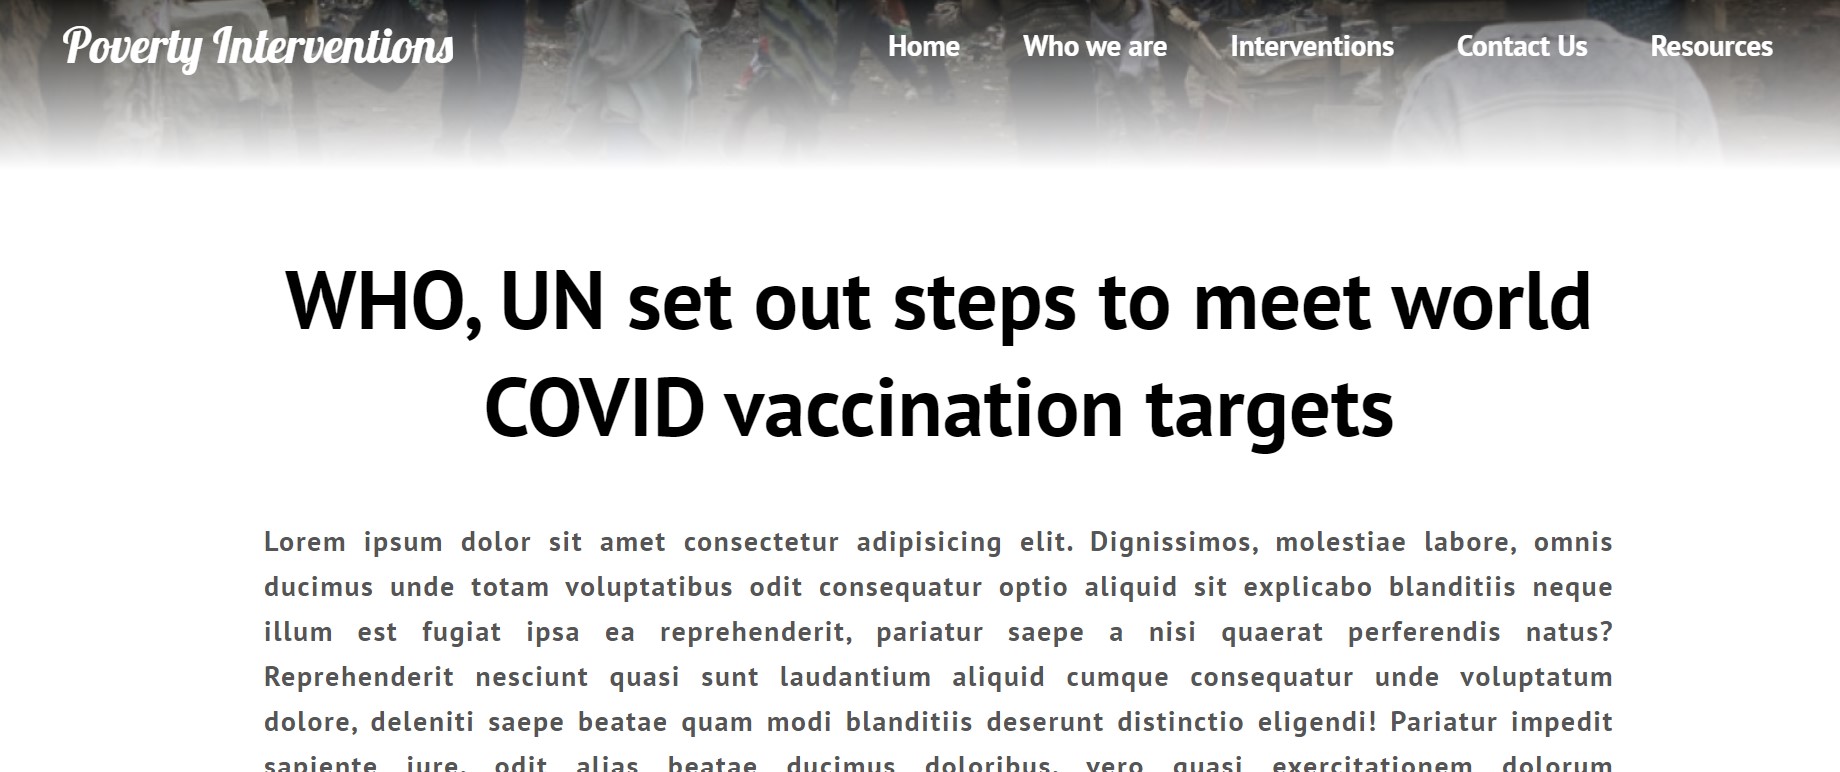 Poverty Interventions
Home Who we are Interventions Contact Us Resources
WHO, UN set out steps to meet world
COVID vaccination targets
Lorem ipsum dolor sit amet consectetur adipisicing elit. Dignissimos, molestiae labore, omnis
ducimus unde totam voluptatibus odit consequatur optio aliquid sit explicabo blanditiis neque
illum est fugiat ipsa ea reprehenderit, pariatur saepe a nisi quaerat perferendis natus?
Reprehenderit nesciunt quasi sunt laudantium aliquid cumque consequatur unde voluptatum
dolore, deleniti saepe beatae quam modi blanditiis deserunt distinctio eligendi! Pariatur impedit
sapiente iure, odit alias beatae ducimus doloribus, vero quasi exercitationem dolorum